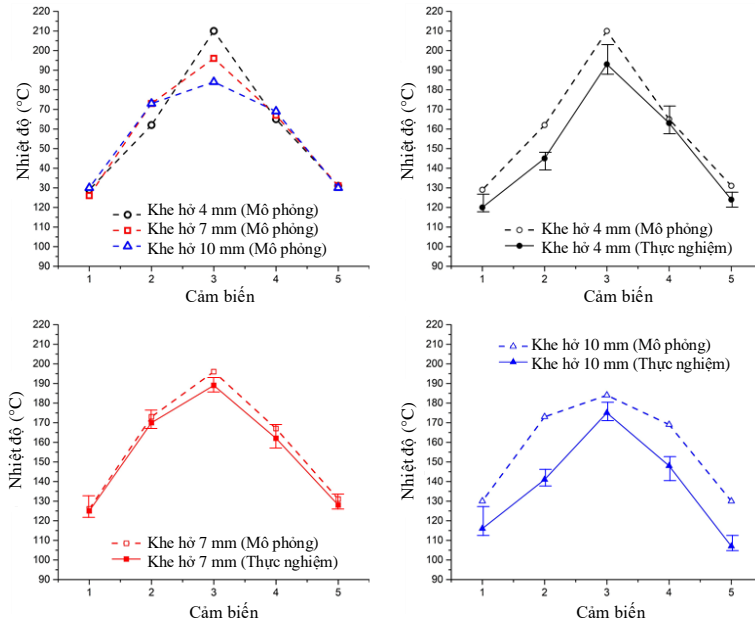 220
210
200
90
80
70
60
50
40
130
120
110
100
90
Nhiệt độ (°C)
Khe hở 4 mm (Mô phỏng)
Khe hở 7 mm (Mô phỏng)
Khe hở 10 mm (Mô phỏng)
1 2 3 4 5
Cảm biến
220
210
200
190
180
170
160
150
140
130
120
110
100
90
Nhiệt độ (°C)
Khe hở 4 mm (Mô phỏng)
Khe hở 4 mm (Thực nghiệm)
1 2 3 4 5
Cảm biến
220
210
200
190
180
170
160
150
140
130
120
110
100
90
Nhiệt độ (°C)
Khe hở 7 mm (Mô phỏng)
Khe hở 7 mm (Thực nghiệm)
1 2 3 4 5
Cảm biến
220
210
200
190
180
170
160
150
140
130
120
110
100
90
Nhiệt độ (°C)
Khe hở 10 mm (Mô phỏng)
Khe hở 10 mm (Thực nghiệm)
1 2 3 4 5
Cảm biến